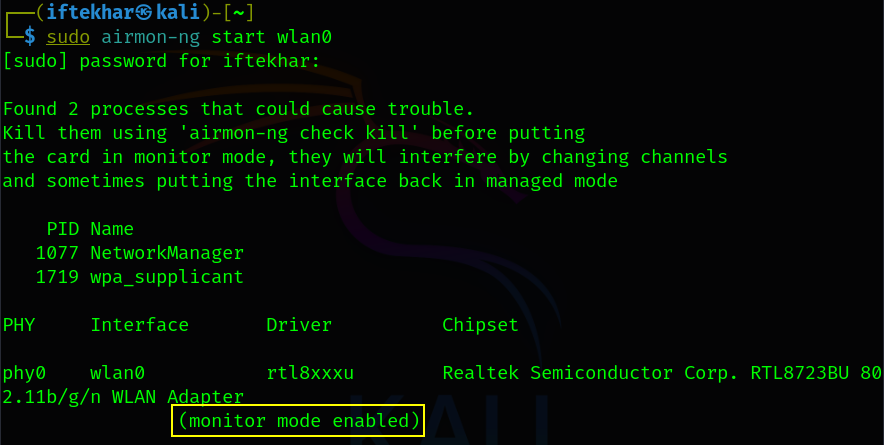 ┌──(iftekhar㉿kali)-[~]
└─$ sudo airmon-ng start wlan0
[sudo] password for iftekhar:
Found 2 processes that could cause trouble.
Kill them using 'airmon-ng check kill' before putting
the card in monitor mode, they will interfere by changing channels
and sometimes putting the interface back in managed mode
PID Name
1077 NetworkManager
1719 wpa_supplicant
PHY Interface Driver Chipset
phy0 wlan0 rtl8xxxu Realtek Semiconductor Corp. RTL8723BU 80
2.11b/g/n WLAN Adapter
(monitor mode enabled)
KALI